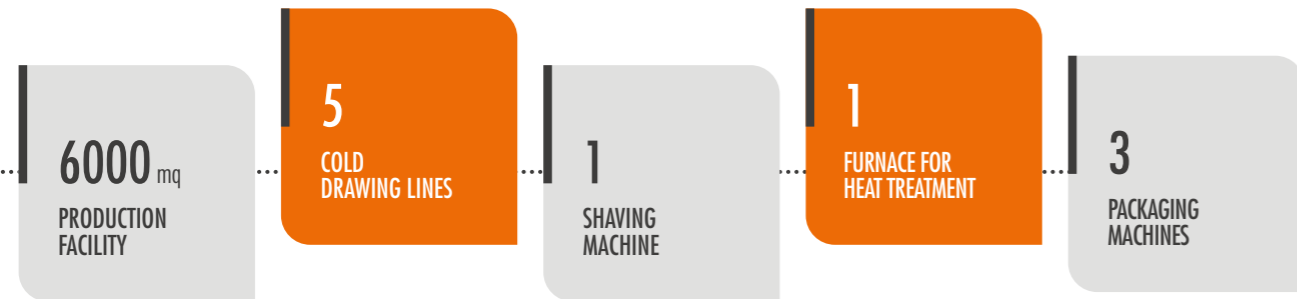 6000 mq
PRODUCTION
FACILITY
5
COLD
DRAWING LINES
1
SHAVING
MACHINE
1
FURNACE FOR
HEAT TREATMENT
3
PACKAGING
MACHINES